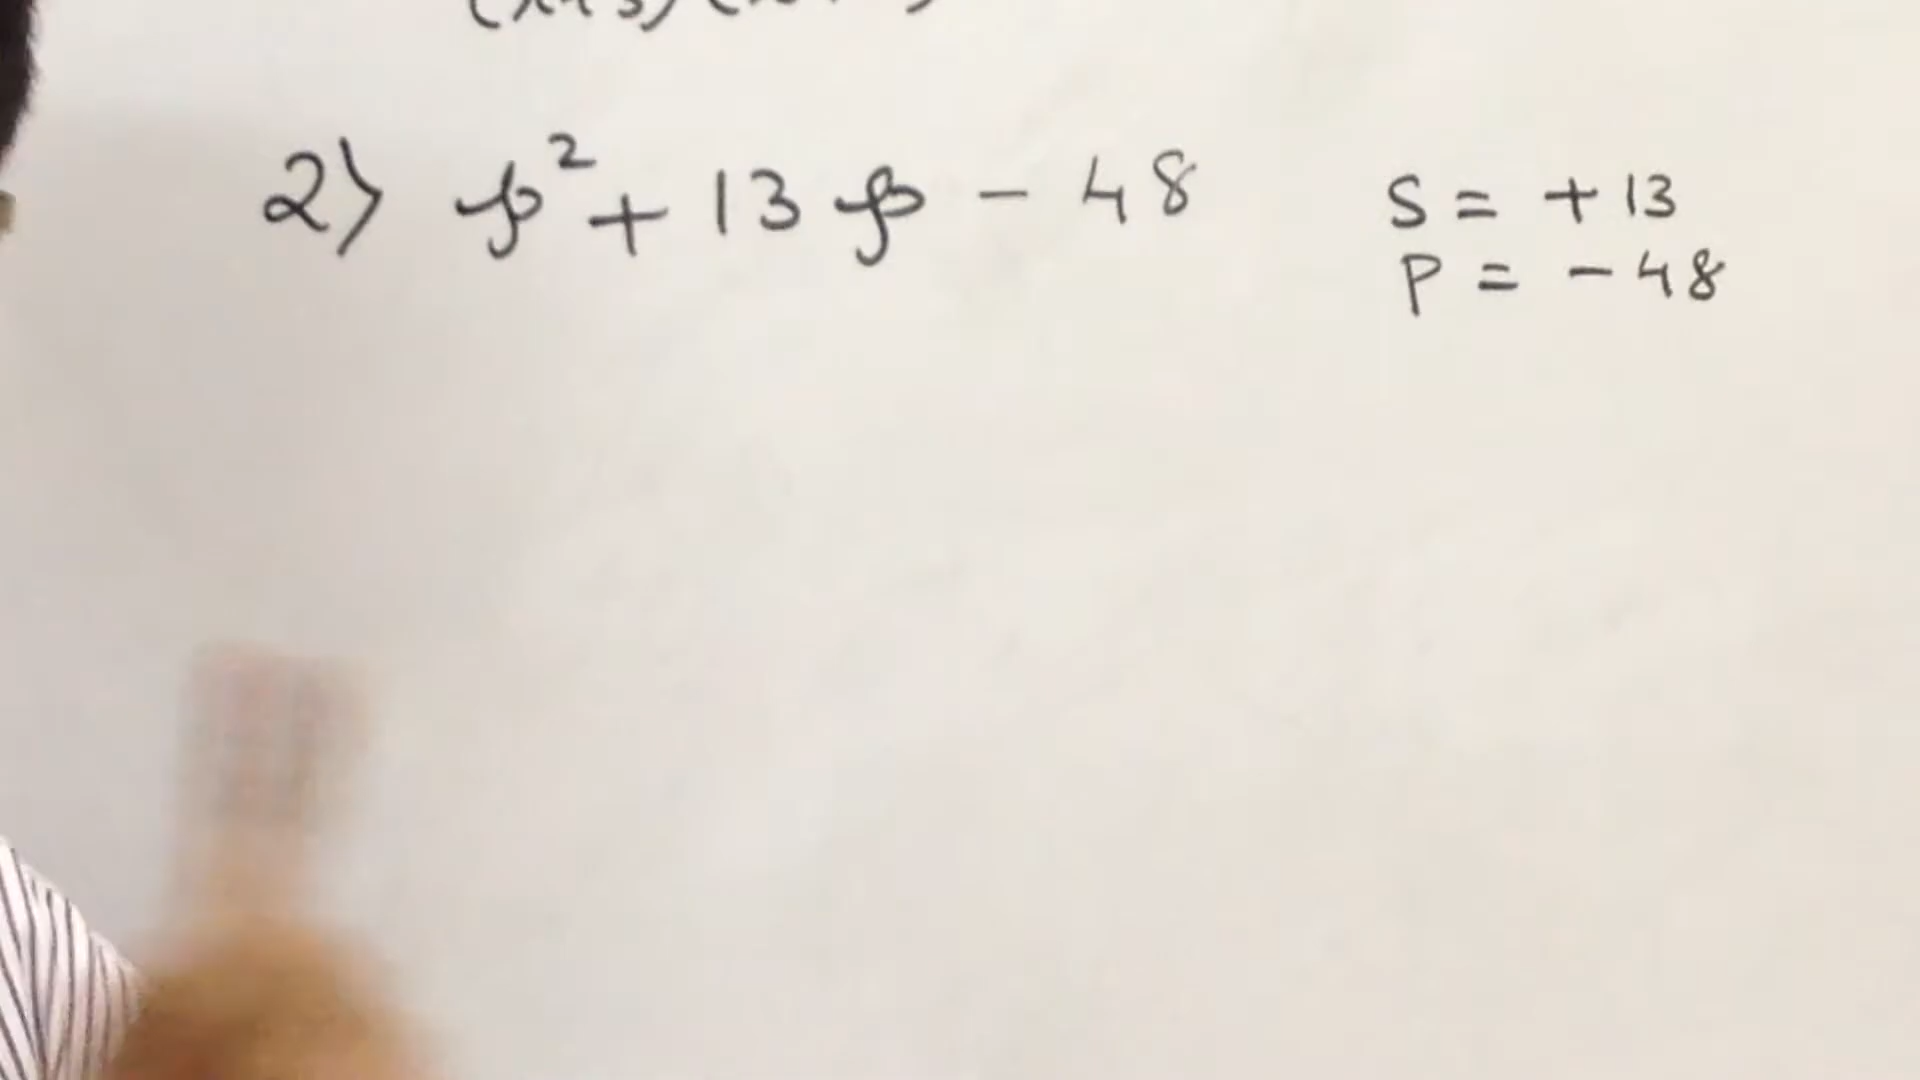 2) p² + 13p - 48
S = + 13
P = - 48